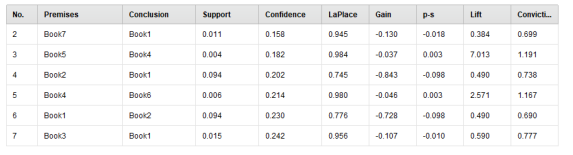 No. Premises Conclusion Support Confidence LaPlace Gain p-s Lift Convicti...
2 Book7 Book1 0.011 0.158 0.945 -0.130 -0.018 0.384 0.699
3 Book5 Book4 0.004 0.182 0.984 -0.037 0.003 7.013 1.191
4 Book2 Book1 0.094 0.202 0.745 -0.843 -0.098 0.490 0.738
5 Book4 Book6 0.006 0.214 0.980 -0.046 0.003 2.571 1.167
6 Book1 Book2 0.094 0.230 0.776 -0.728 -0.098 0.490 0.690
7 Book3 Book1 0.015 0.242 0.956 -0.107 -0.010 0.590 0.777